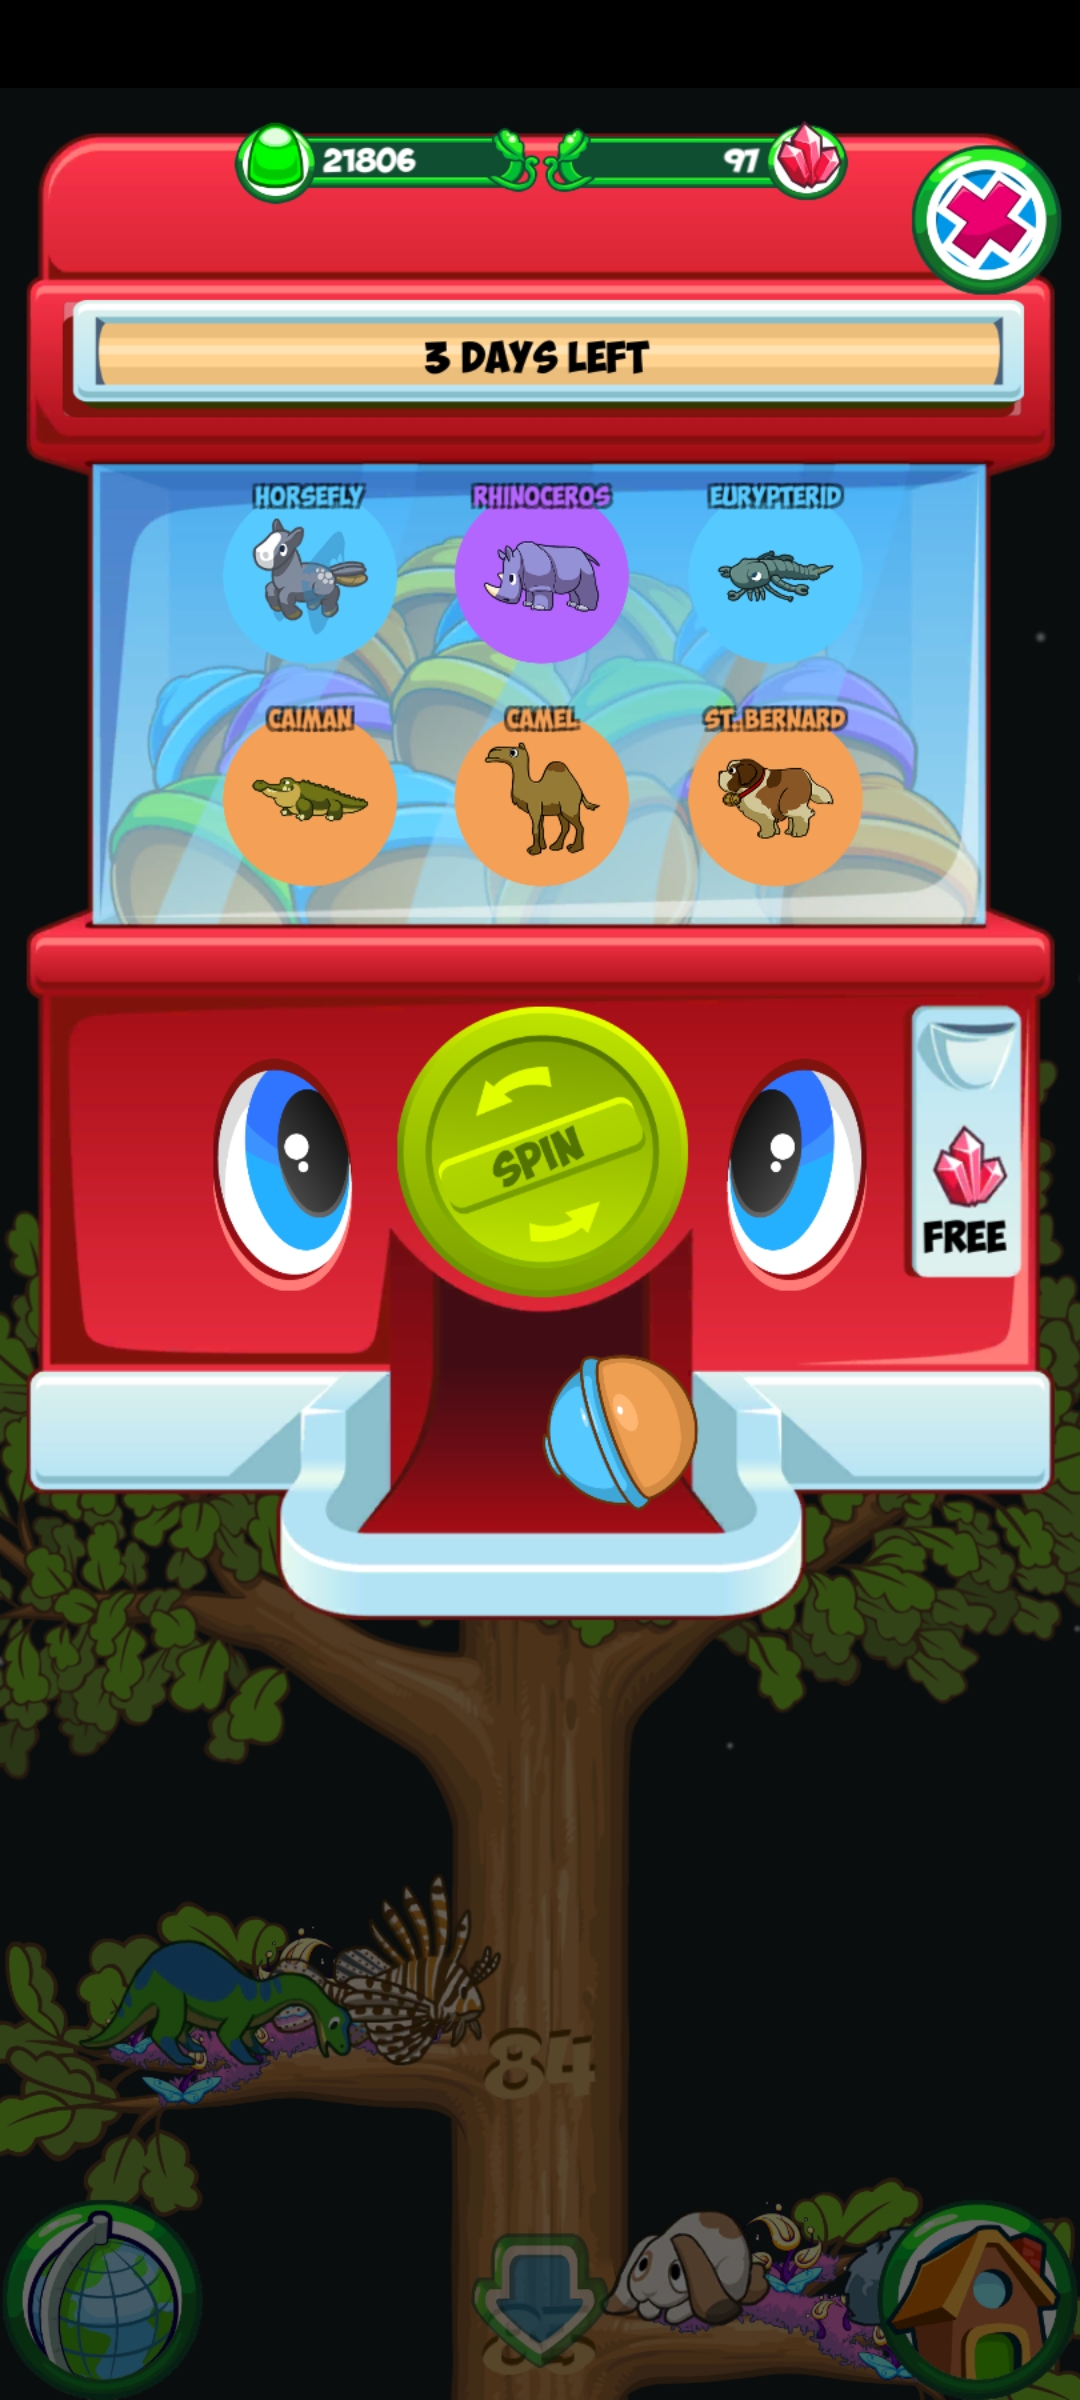 21806
97
3 DAYS LEFT
HORSEFLY
RHINOCEROS
EURYPTERID
CAIMAN
CAMEL
ST. BERNARD
SPIN
FREE
84